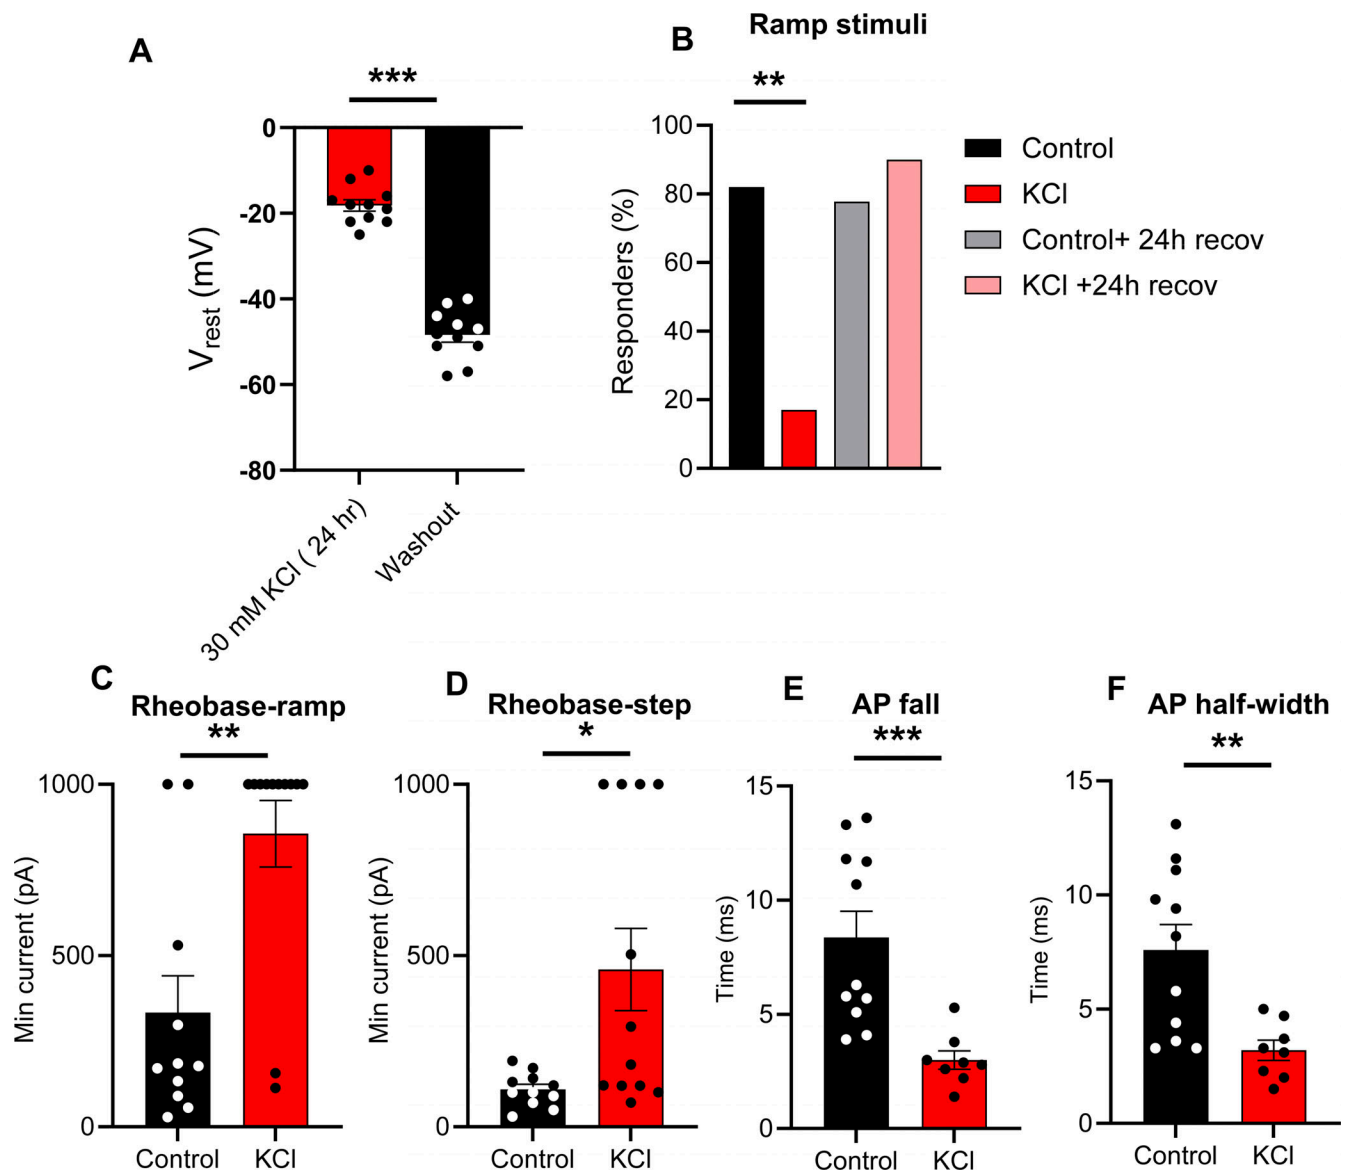 A
***
0
-20
-40
-60
-80
Vrest (mV)
30 mM KCl ( 24 hr)
Washout
B
Ramp stimuli
**
100
80
60
40
20
0
Responders (%)
Control
KCl
Control+ 24h recov
KCl +24h recov
C
Rheobase-ramp
**
1000
500
0
Min current (pA)
Control
KCl
D
Rheobase-step
*
1000
500
0
Min current (pA)
Control
KCl
E
AP fall
***
15
10
5
0
Time (ms)
Control
KCl
F
AP half-width
**
15
10
5
0
Time (ms)
Control
KCl